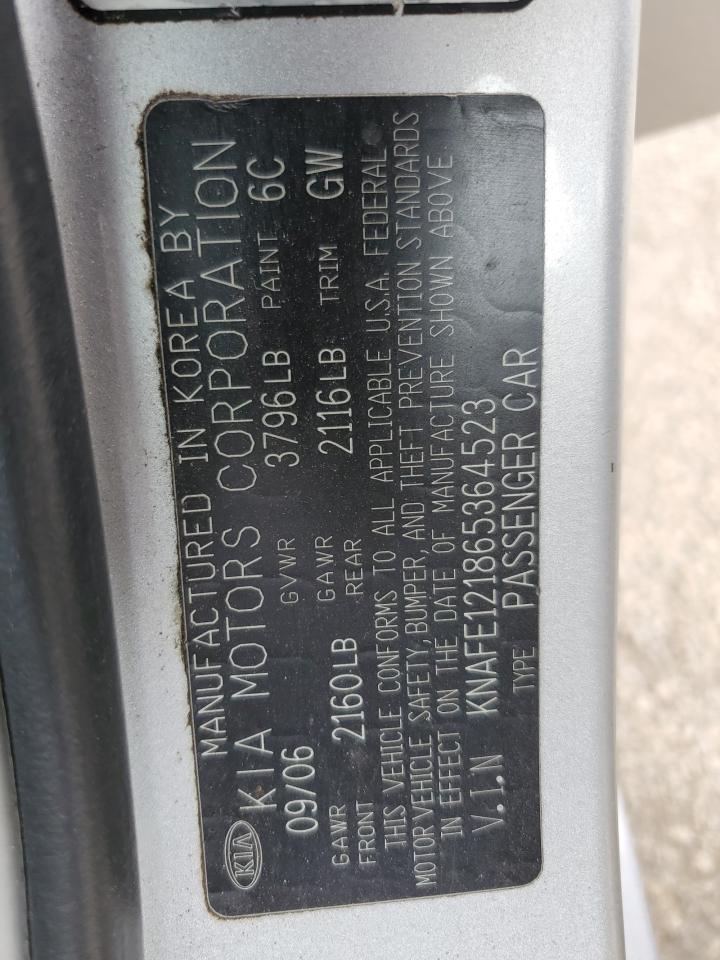 MANUFACTURED IN KOREA BY
KIA KIA MOTORS CORPORATION
09/06 GVWR 3796LB PAINT 6C
GAWR FRONT 2160LB GAWR REAR 2116LB TRIM GW
THIS VEHICLE CONFORMS TO ALL APPLICABLE U.S.A. FEDERAL
MOTOR VEHICLE SAFETY, BUMPER, AND THEFT PREVENTION STANDARDS
IN EFFECT ON THE DATE OF MANUFACTURE SHOWN ABOVE
V.I.N KNAFE121865364523
TYPE PASSENGER CAR